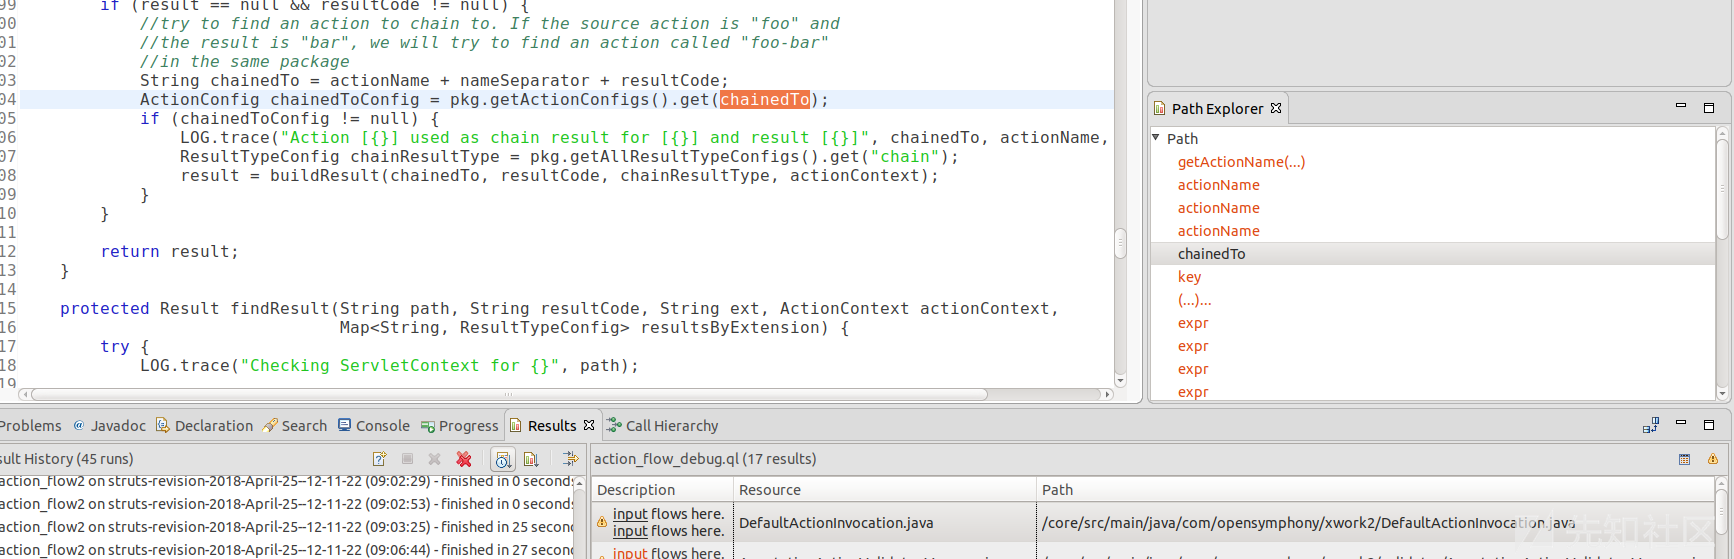 99        if (result == null && resultCode != null) {
00            //try to find an action to chain to. If the source action is "foo" and
01            //the result is "bar", we will try to find an action called "foo-bar"
02            //in the same package
03            String chainedTo = actionName + nameSeparator + resultCode;
04            ActionConfig chainedToConfig = pkg.getActionConfigs().get(chainedTo);
05            if (chainedToConfig != null) {
06                LOG.trace("Action [{}] used as chain result for [{}] and result [{}]", chainedTo, actionName,
07                ResultTypeConfig chainResultType = pkg.getAllResultTypeConfigs().get("chain");
08                result = buildResult(chainedTo, resultCode, chainResultType, actionContext);
09            }
10        }
11
12        return result;
13    }
14
15    protected Result findResult(String path, String resultCode, String ext, ActionContext actionContext,
16                                Map<String, ResultTypeConfig> resultsByExtension) {
17        try {
18            LOG.trace("Checking ServletContext for {}", path);
19
Path Explorer
Path
getActionName(...)
actionName
actionName
actionName
chainedTo
key
(...)...
expr
expr
expr
expr
Problems @ Javadoc Declaration Search Console Progress Results Call Hierarchy
sult History (45 runs)
action_flow2 on struts-revision-2018-April-25--12-11-22 (09:02:29) - finished in 0 seconds
action_flow2 on struts-revision-2018-April-25--12-11-22 (09:02:53) - finished in 0 seconds
action_flow2 on struts-revision-2018-April-25--12-11-22 (09:03:25) - finished in 25 secon
action_flow2 on struts-revision-2018-April-25--12-11-22 (09:06:44) - finished in 27 secon
action_flow_debug.ql (17 results)
Description Resource Path
input flows here.
input flows here.
DefaultActionInvocation.java /core/src/main/java/com/opensymphony/xwork2/DefaultActionInvocation.java
input flows here.
先知社区